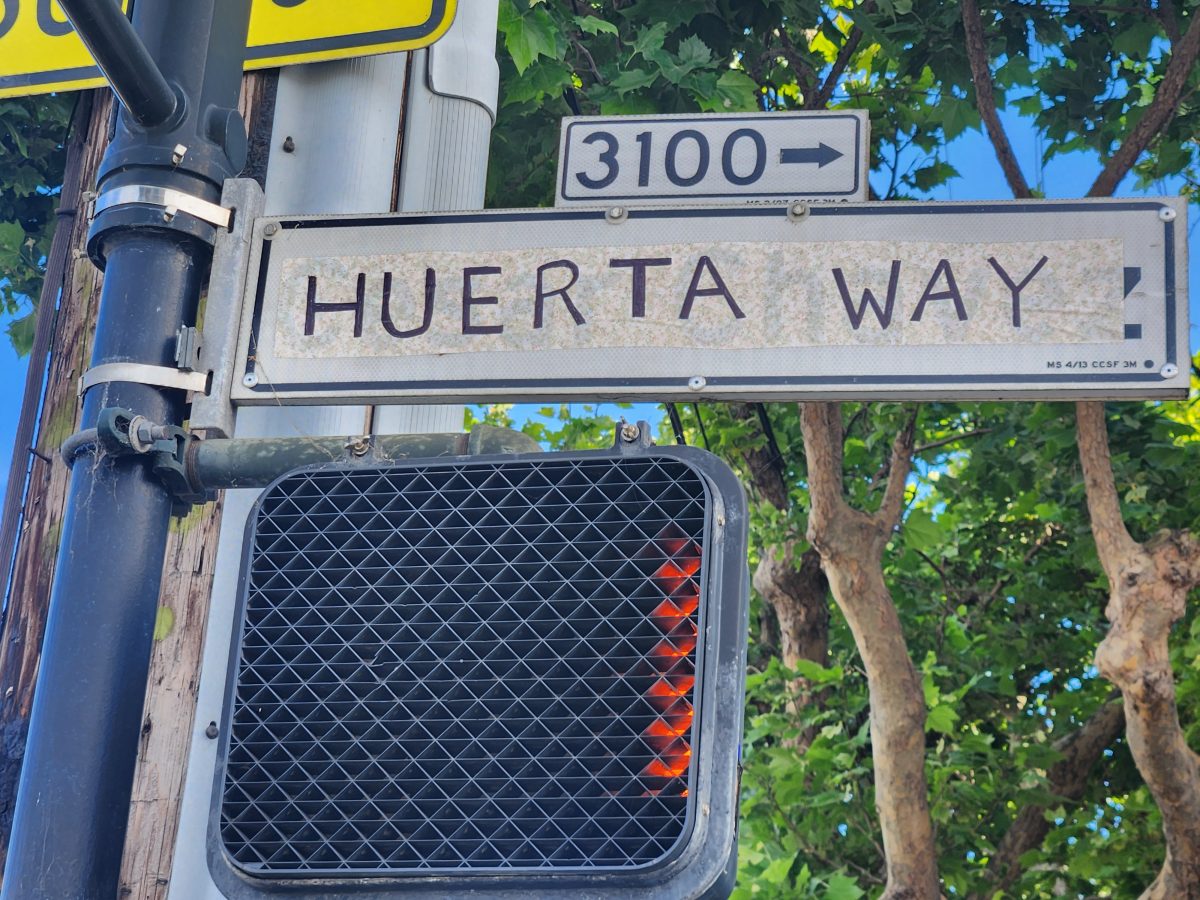 3100 →
HUERTA WAY
MS 4/13 CCSF 3M